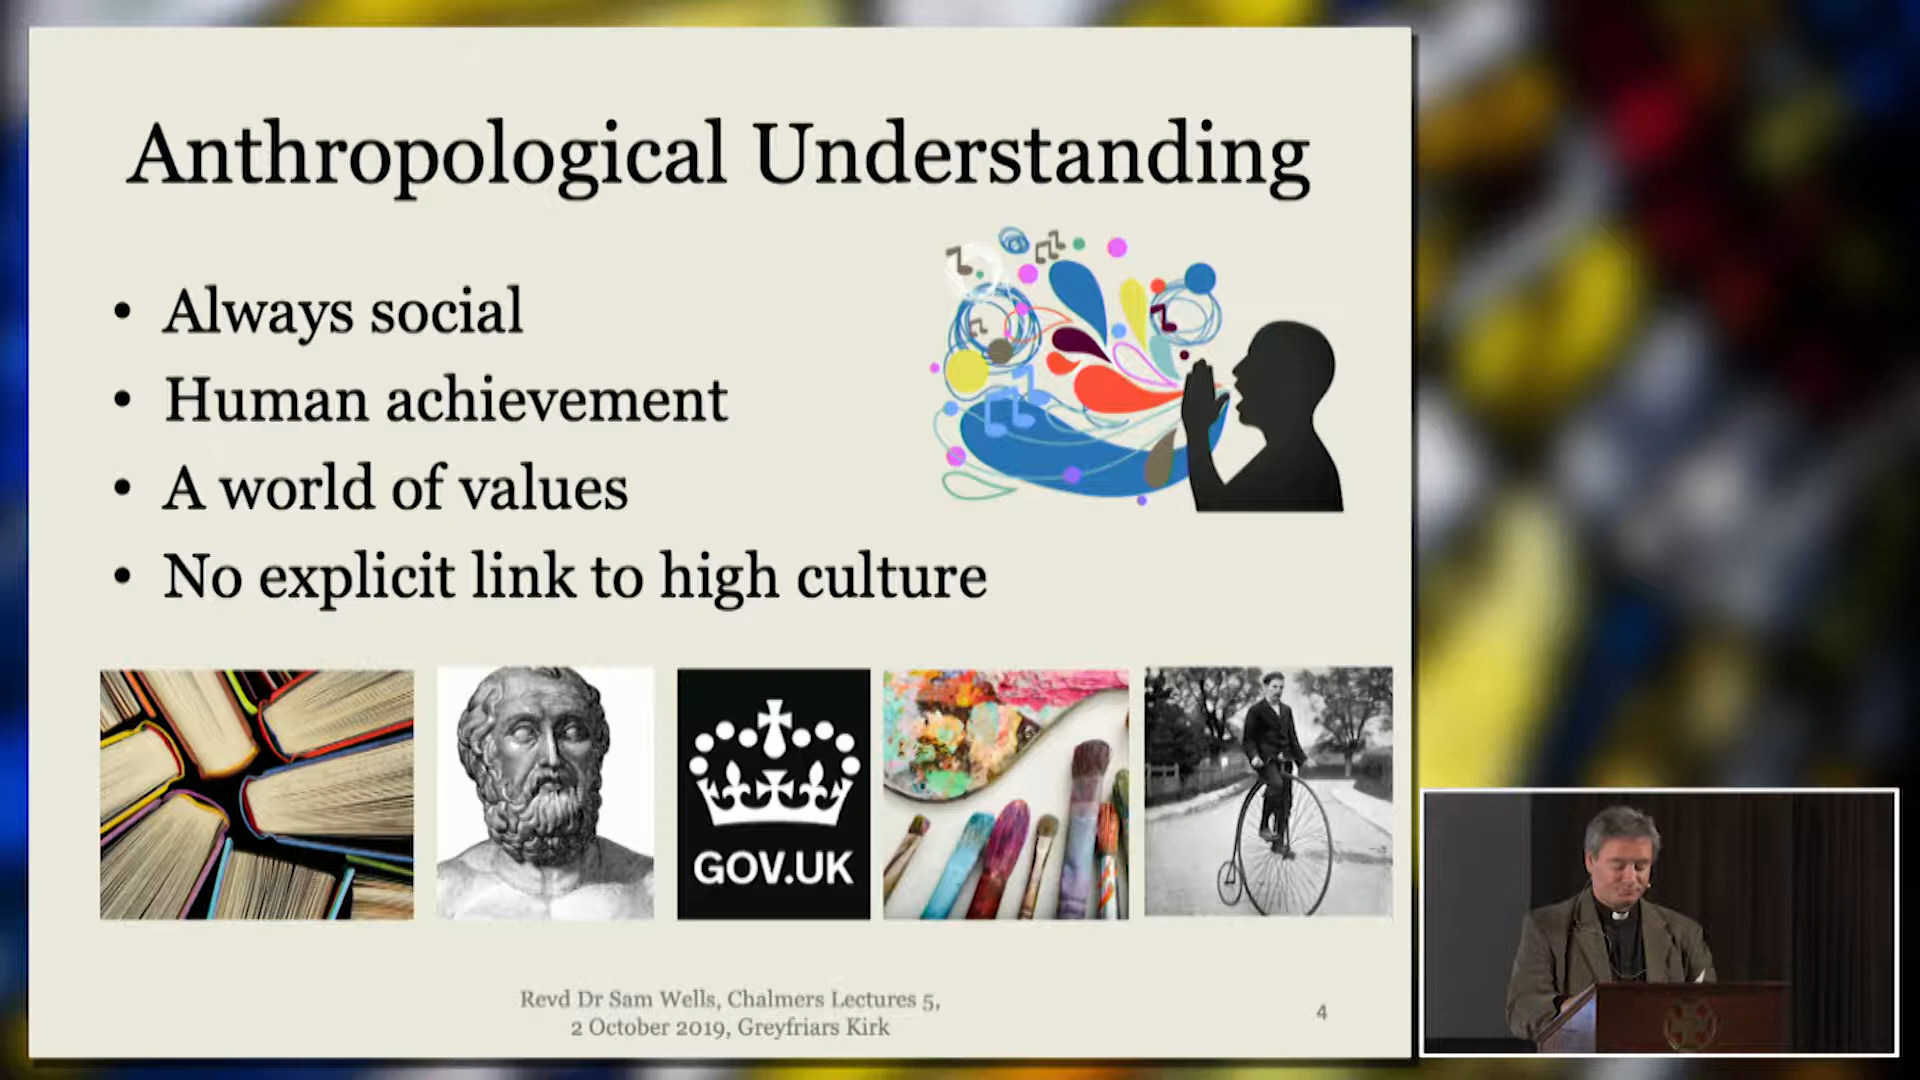 Anthropological Understanding
• Always social
• Human achievement
• A world of values
• No explicit link to high culture
GOV.UK
Revd Dr Sam Wells, Chalmers Lectures 5,
2 October 2019, Greyfriars Kirk
4